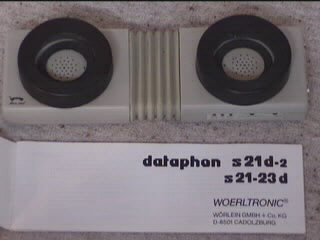 dataphon s21d-2
s21-23d
WOERLTRONIC®
WÖRLEIN GMBH + Co. KG
D-8501 CADOLZBURG